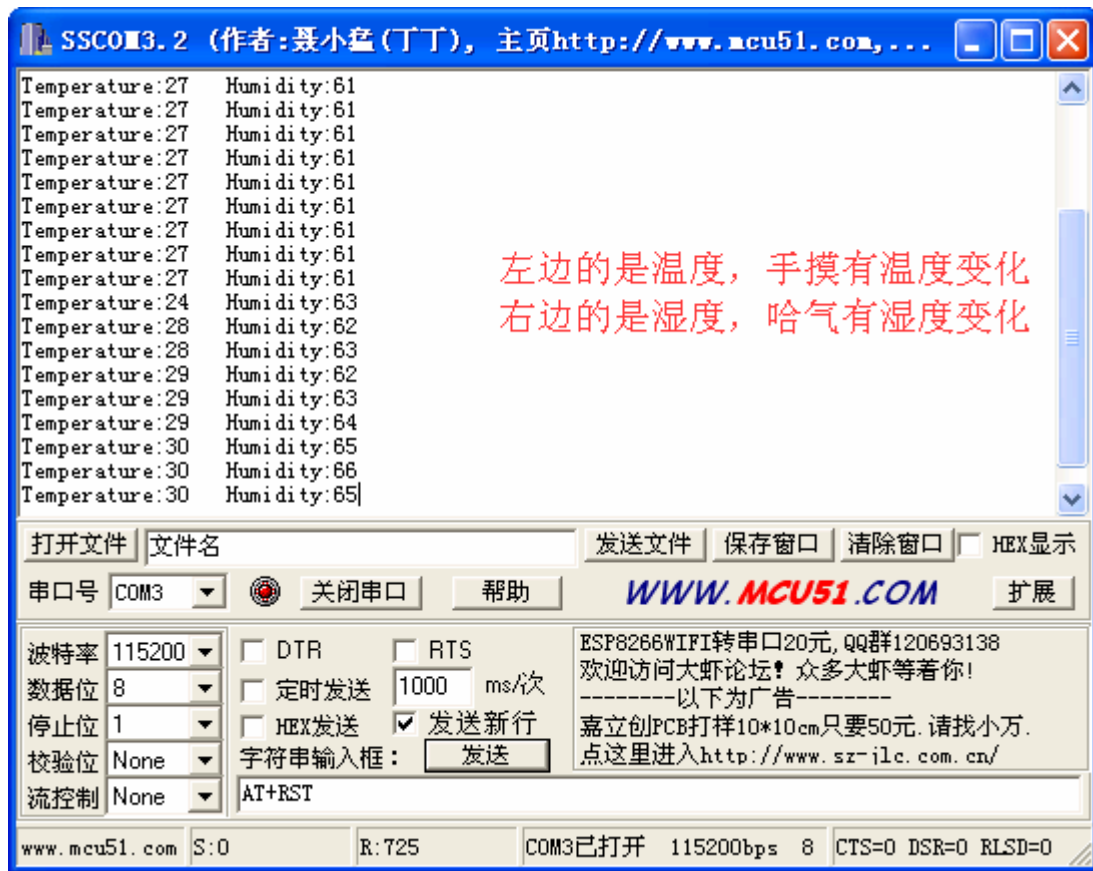 SSCOM3.2 (作者:聂小猛(丁丁), 主页http://www.mcu51.com,...
Temperature:27 Humidity:61
Temperature:27 Humidity:61
Temperature:27 Humidity:61
Temperature:27 Humidity:61
Temperature:27 Humidity:61
Temperature:27 Humidity:61
Temperature:27 Humidity:61
Temperature:27 Humidity:61
Temperature:27 Humidity:61
Temperature:24 Humidity:63
Temperature:28 Humidity:62
Temperature:28 Humidity:63
Temperature:29 Humidity:62
Temperature:29 Humidity:63
Temperature:29 Humidity:64
Temperature:30 Humidity:65
Temperature:30 Humidity:66
Temperature:30 Humidity:65
左边的是温度，手摸有温度变化
右边的是湿度，哈气有湿度变化
打开文件 文件名 发送文件 保存窗口 清除窗口 HEX显示
串口号 COM3 关闭串口 帮助 WWW.MCU51.COM 扩展
波特率 115200 DTR RTS
数据位 8 定时发送 1000 ms/次
停止位 1 HEX发送 发送新行
校验位 None 字符串输入框： 发送
流控制 None AT+RST
ESP8266WIFI转串口20元,QQ群120693138
欢迎访问大虾论坛！众多大虾等着你!
--------以下为广告--------
嘉立创PCB打样10*10cm只要50元.请找小万.
点这里进入http://www.sz-jlc.com.cn/
www.mcu51.com S:0 R:725 COM3已打开 115200bps 8 CTS=0 DSR=0 RLSD=0